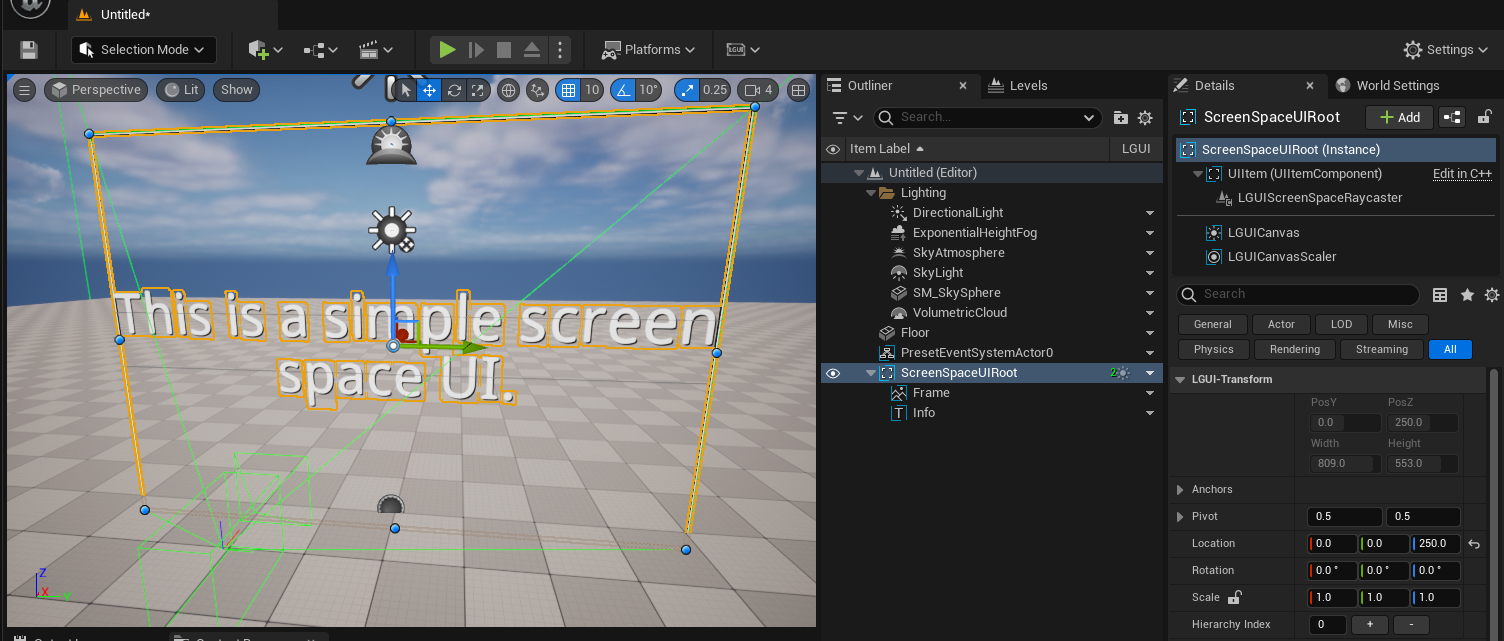 Untitled*
Selection Mode
Platforms
LGUI
Settings
Perspective
Lit
Show
10
10°
0.25
4
This is a simple screen
space UI.
Z
X
Y
Outliner
Levels
Search...
Item Label
LGUI
Untitled (Editor)
Lighting
DirectionalLight
ExponentialHeightFog
SkyAtmosphere
SkyLight
SM_SkySphere
VolumetricCloud
Floor
PresetEventSystemActor0
ScreenSpaceUIRoot
2
Frame
Info
Details
World Settings
ScreenSpaceUIRoot
Add
ScreenSpaceUIRoot (Instance)
UIItem (UIItemComponent)
Edit in C++
LGUIScreenSpaceRaycaster
LGUICanvas
LGUICanvasScaler
Search
General
Actor
LOD
Misc
Physics
Rendering
Streaming
All
LGUI-Transform
PosY
PosZ
0.0
250.0
Width
Height
809.0
553.0
Anchors
Pivot
0.5
0.5
Location
0.0
0.0
250.0
Rotation
0.0 °
0.0 °
0.0 °
Scale
1.0
1.0
1.0
Hierarchy Index
0
+
-